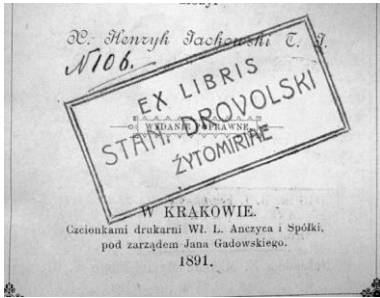 X. Henryk Jackowski T. J.
N 106.
EX LIBRIS
STAN. DROVOLSKI
ŻYTOMIRIAE
WYDANIE POPRAWNE.
W KRAKOWIE.
Czcionkami drukarni Wł. L. Anczyca i Spółki,
pod zarządem Jana Gadowskiego.
1891.